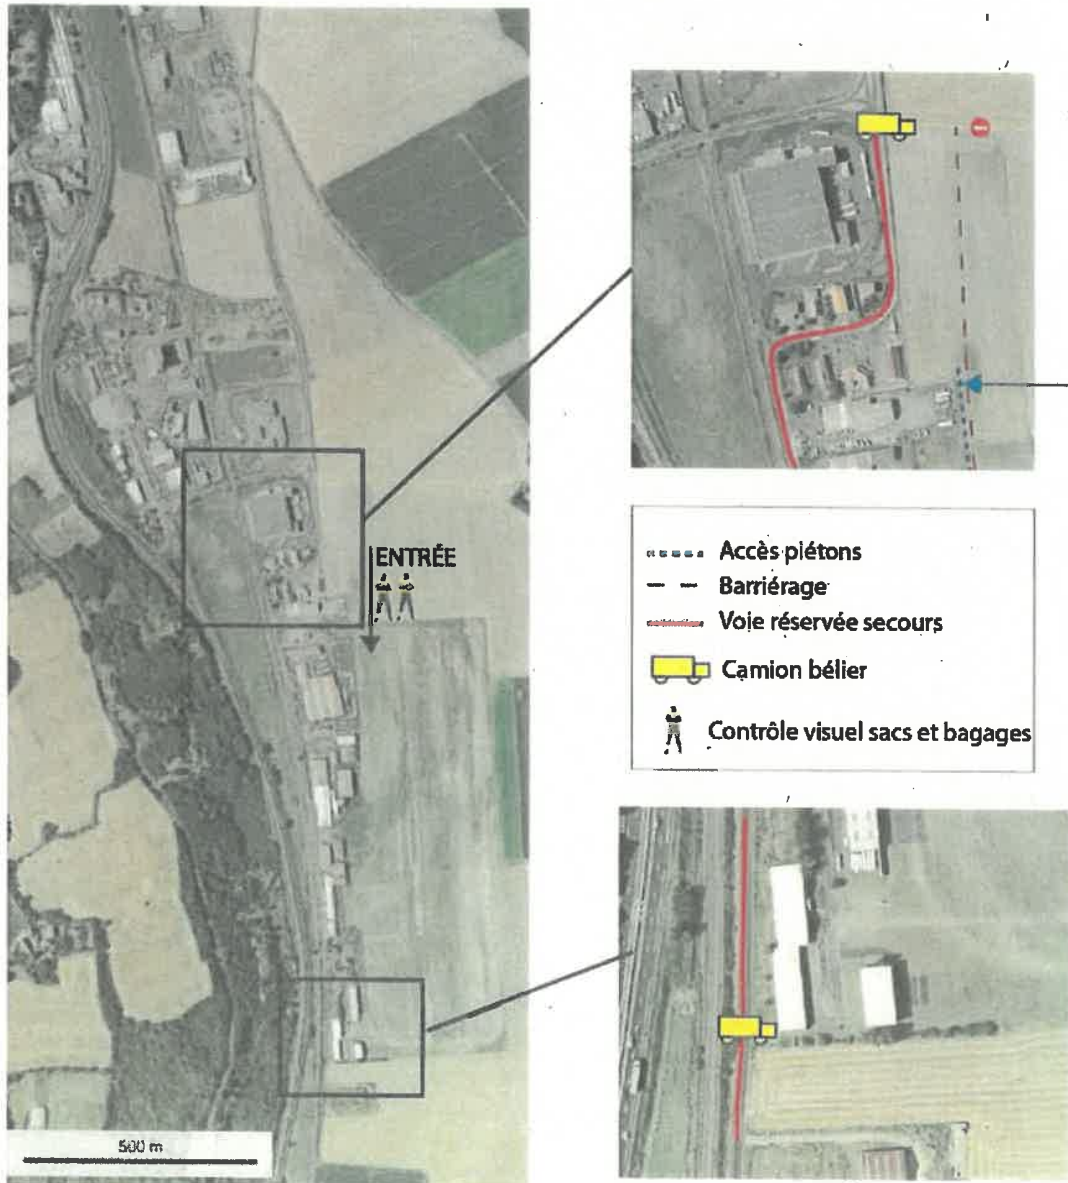 ENTRÉE
Accès piétons
Barriérage
Voie réservée secours
Camion bélier
Contrôle visuel sacs et bagages
500 m